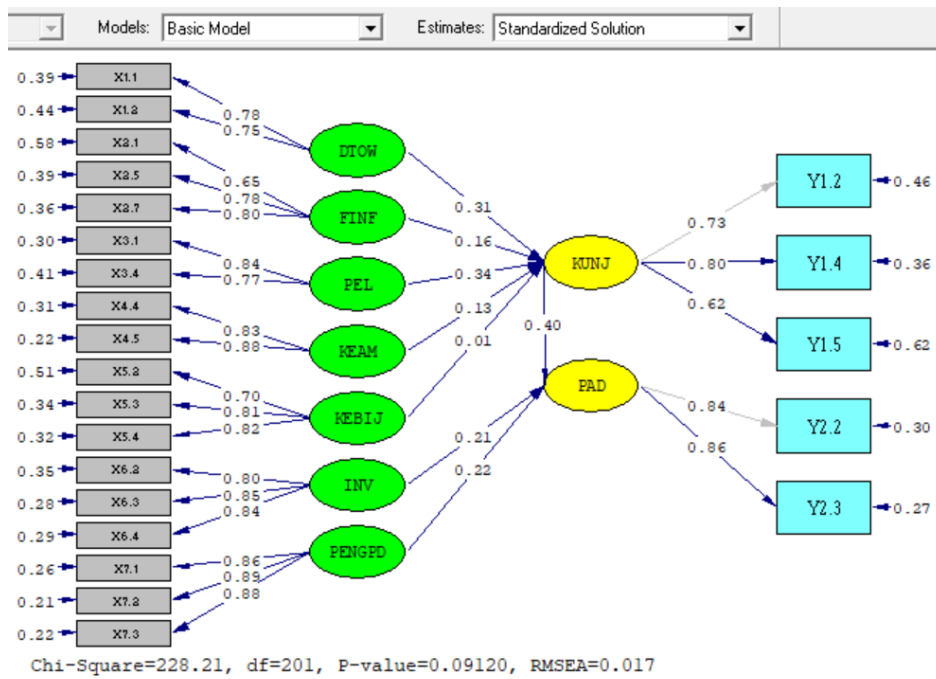 Models: Basic Model Estimates: Standardized Solution
0.39 X1.1
0.44 X1.2
0.58 X2.1
0.39 X2.5
0.36 X2.7
0.30 X3.1
0.41 X3.4
0.31 X4.4
0.22 X4.5
0.51 X5.2
0.34 X5.3
0.32 X5.4
0.35 X6.2
0.28 X6.3
0.29 X6.4
0.26 X7.1
0.21 X7.2
0.22 X7.3
0.78
0.75
0.65
0.78
0.80
0.84
0.77
0.83
0.88
0.70
0.81
0.82
0.80
0.85
0.84
0.86
0.89
0.88
DTOW
FINF
PEL
KEAM
KEBIJ
INV
PENGPD
0.31
0.16
0.34
0.13
0.01
0.40
0.21
0.22
KUNJ
PAD
0.73
0.80
0.62
0.84
0.86
Y1.2 0.46
Y1.4 0.36
Y1.5 0.62
Y2.2 0.30
Y2.3 0.27
Chi-Square=228.21, df=201, P-value=0.09120, RMSEA=0.017